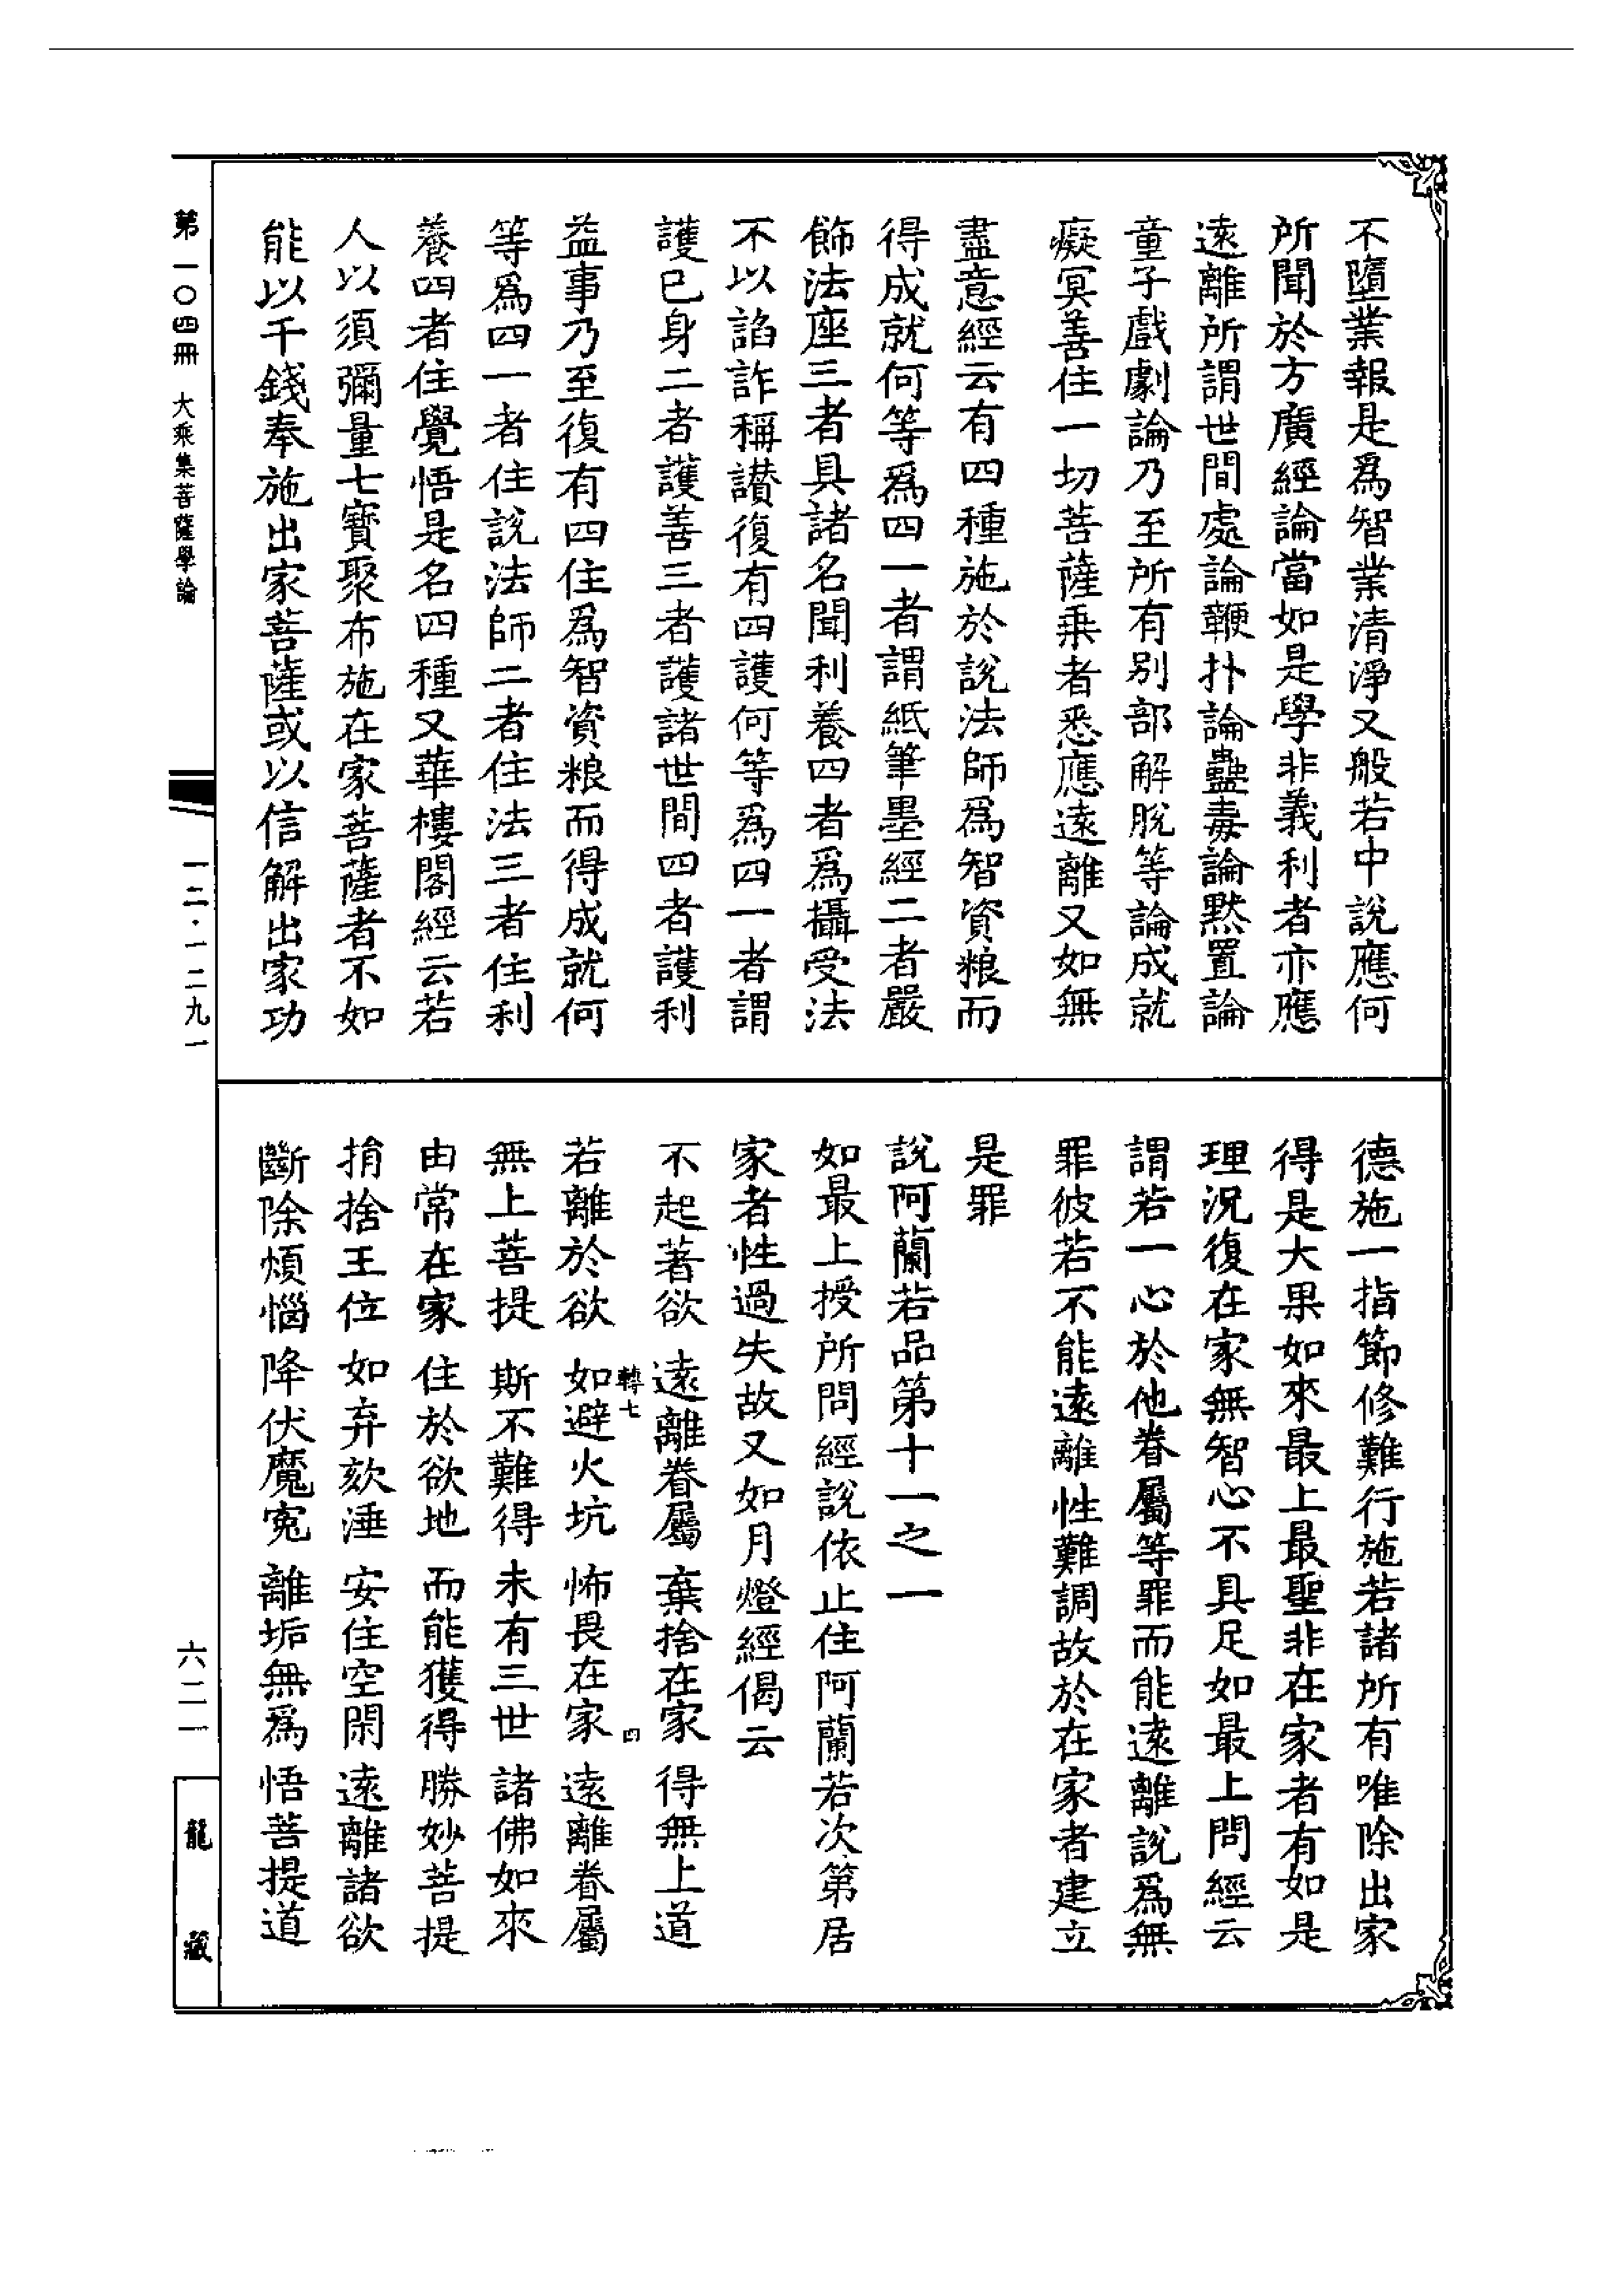 不墮業報是爲智業清淨又般若中說應何
所聞於方廣經論當如是學非義利者亦應
遠離所謂世間處論鞭扑論蠱毒論黙置論
童子戲劇論乃至所有別部解脫等論成就
癡冥善住一切菩薩乗者悉應遠離又如無
盡意經云有四種施於說法師爲智資粮而
得成就何等爲四一者謂紙筆墨經二者嚴
飾法座三者具諸名聞利養四者爲攝受法
不以諂詐稱讃復有四護何等爲四一者謂
護已身二者護善三者護諸世間四者護利
益事乃至復有四住爲智資粮而得成就何
等爲四一者住說法師二者住法三者住利
養四者住覺悟是名四種又華樓閣經云若
人以須彌量七寳聚布施在家菩薩者不如
能以千錢奉施出家菩薩或以信解出家功
德施一指節修難行施若諸所有唯除出家
得是大果如來最上最聖非在家者有如是
理況復在家無智心不具足如最上問經云
謂若一心於他眷屬等罪而能遠離說爲無
罪彼若不能遠離性難調故於在家者建立
是罪
說阿蘭若品第十一之一
如最上授所問經說依止住阿蘭若次第居
家者性過失故又如月燈經偈云
不起著欲 遠離眷屬 棄捨在家 得無上道
轉七 四
若離於欲 如避火坑 怖畏在家 遠離眷屬
無上菩提 斯不難得 未有三世 諸佛如來
由常在家 住於欲地 而能獲得 勝妙菩提
捐捨王位 如弃欬涶 安住空閑 遠離諸欲
斷除煩惱 降伏魔寃 離垢無爲 悟菩提道
第一〇四冊 大乘集菩薩學論
一二·一二九一
六二一
龍藏